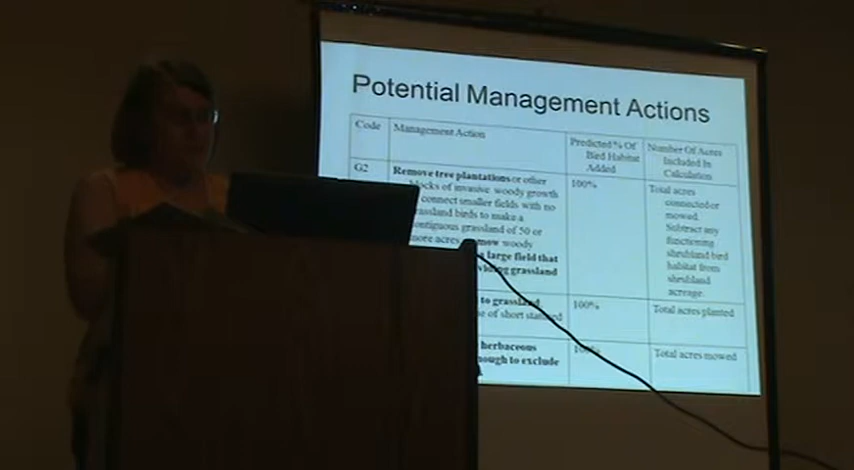 Potential Management Actions
Code
Management Action
Predicted % Of
Bird Habitat
Added
Number Of Acres
Included In
Calculation
G2
Remove tree plantations or other
blocks of invasive woody growth
connect smaller fields with no
grassland birds to make a
contiguous grassland of 50 or
more acres mow woody
large field that
grassland
100%
Total acres
connected or
mowed.
Subtract any
functioning
shrubland bird
habitat from
shrubland
acreage.
to grassland
of short
100%
Total acres planted
herbaceous
enough to exclude
100%
Total acres mowed